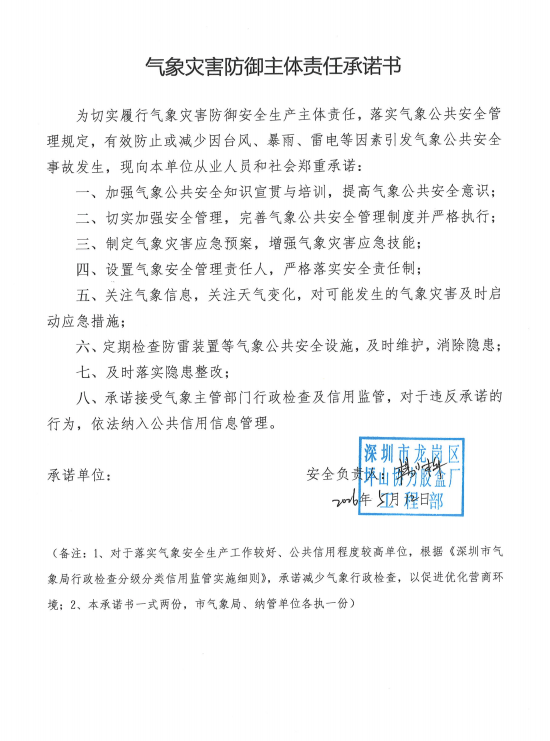 气象灾害防御主体责任承诺书
为切实履行气象灾害防御安全生产主体责任，落实气象公共安全管
理规定，有效防止或减少因台风、暴雨、雷电等因素引发气象公共安全
事故发生，现向本单位从业人员和社会郑重承诺：
一、加强气象公共安全知识宣贯与培训，提高气象公共安全意识；
二、切实加强安全管理，完善气象公共安全管理制度并严格执行；
三、制定气象灾害应急预案，增强气象灾害应急技能；
四、设置气象安全管理责任人，严格落实安全责任制；
五、关注气象信息，关注天气变化，对可能发生的气象灾害及时启
动应急措施；
六、定期检查防雷装置等气象公共安全设施，及时维护，消除隐患；
七、及时落实隐患整改；
八、承诺接受气象主管部门行政检查及信用监管，对于违反承诺的
行为，依法纳入公共信用信息管理。
深圳市龙岗区
承诺单位： 安全负责人：
坪山 力胶盒厂
工程部
年5月12日
（备注：1、对于落实气象安全生产工作较好、公共信用程度较高单位，根据《深圳市气
象局行政检查分级分类信用监管实施细则》，承诺减少气象行政检查，以促进优化营商环
境；2、本承诺书一式两份，市气象局、纳管单位各执一份）